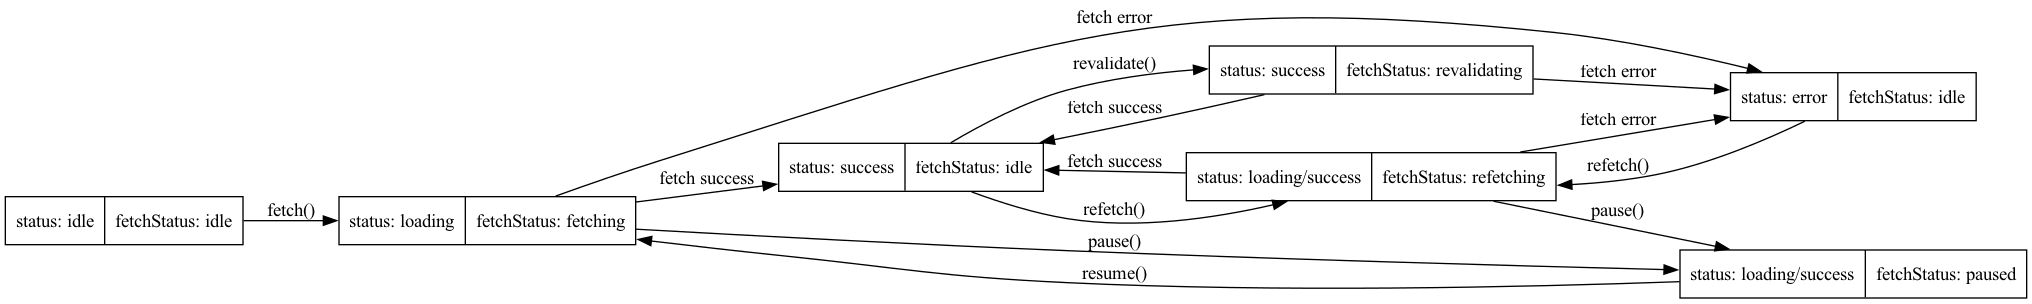 fetch error
revalidate()
status: success fetchStatus: revalidating
fetch error
status: error fetchStatus: idle
fetch success
fetch error
status: success fetchStatus: idle
fetch success
status: loading/success fetchStatus: refetching
refetch()
fetch success
refetch()
pause()
status: idle fetchStatus: idle
fetch()
status: loading fetchStatus: fetching
pause()
resume()
status: loading/success fetchStatus: paused